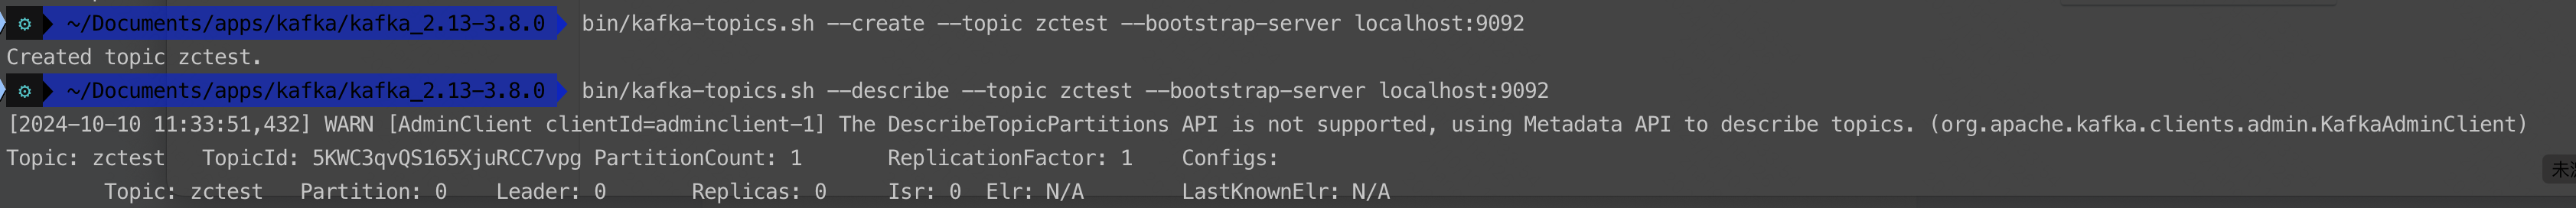 ~/Documents/apps/kafka/kafka_2.13-3.8.0 bin/kafka-topics.sh --create --topic zctest --bootstrap-server localhost:9092
Created topic zctest.
~/Documents/apps/kafka/kafka_2.13-3.8.0 bin/kafka-topics.sh --describe --topic zctest --bootstrap-server localhost:9092
[2024-10-10 11:33:51,432] WARN [AdminClient clientId=adminclient-1] The DescribeTopicPartitions API is not supported, using Metadata API to describe topics. (org.apache.kafka.clients.admin.KafkaAdminClient)
Topic: zctest TopicId: 5KWC3qvQS165XjuRCC7vpg PartitionCount: 1 ReplicationFactor: 1 Configs:
Topic: zctest Partition: 0 Leader: 0 Replicas: 0 Isr: 0 Elr: N/A LastKnownElr: N/A